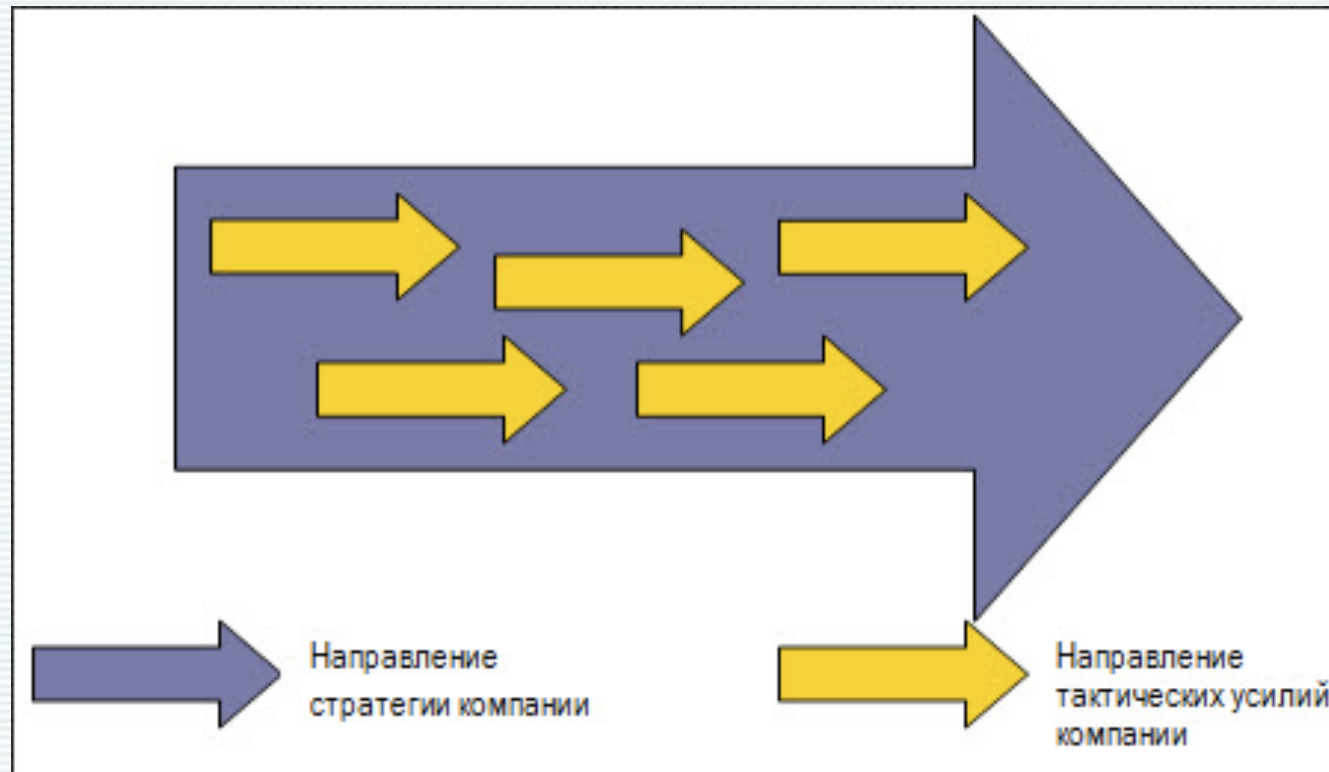 Направление
стратегии компании
Направление
тактических усилий
компании